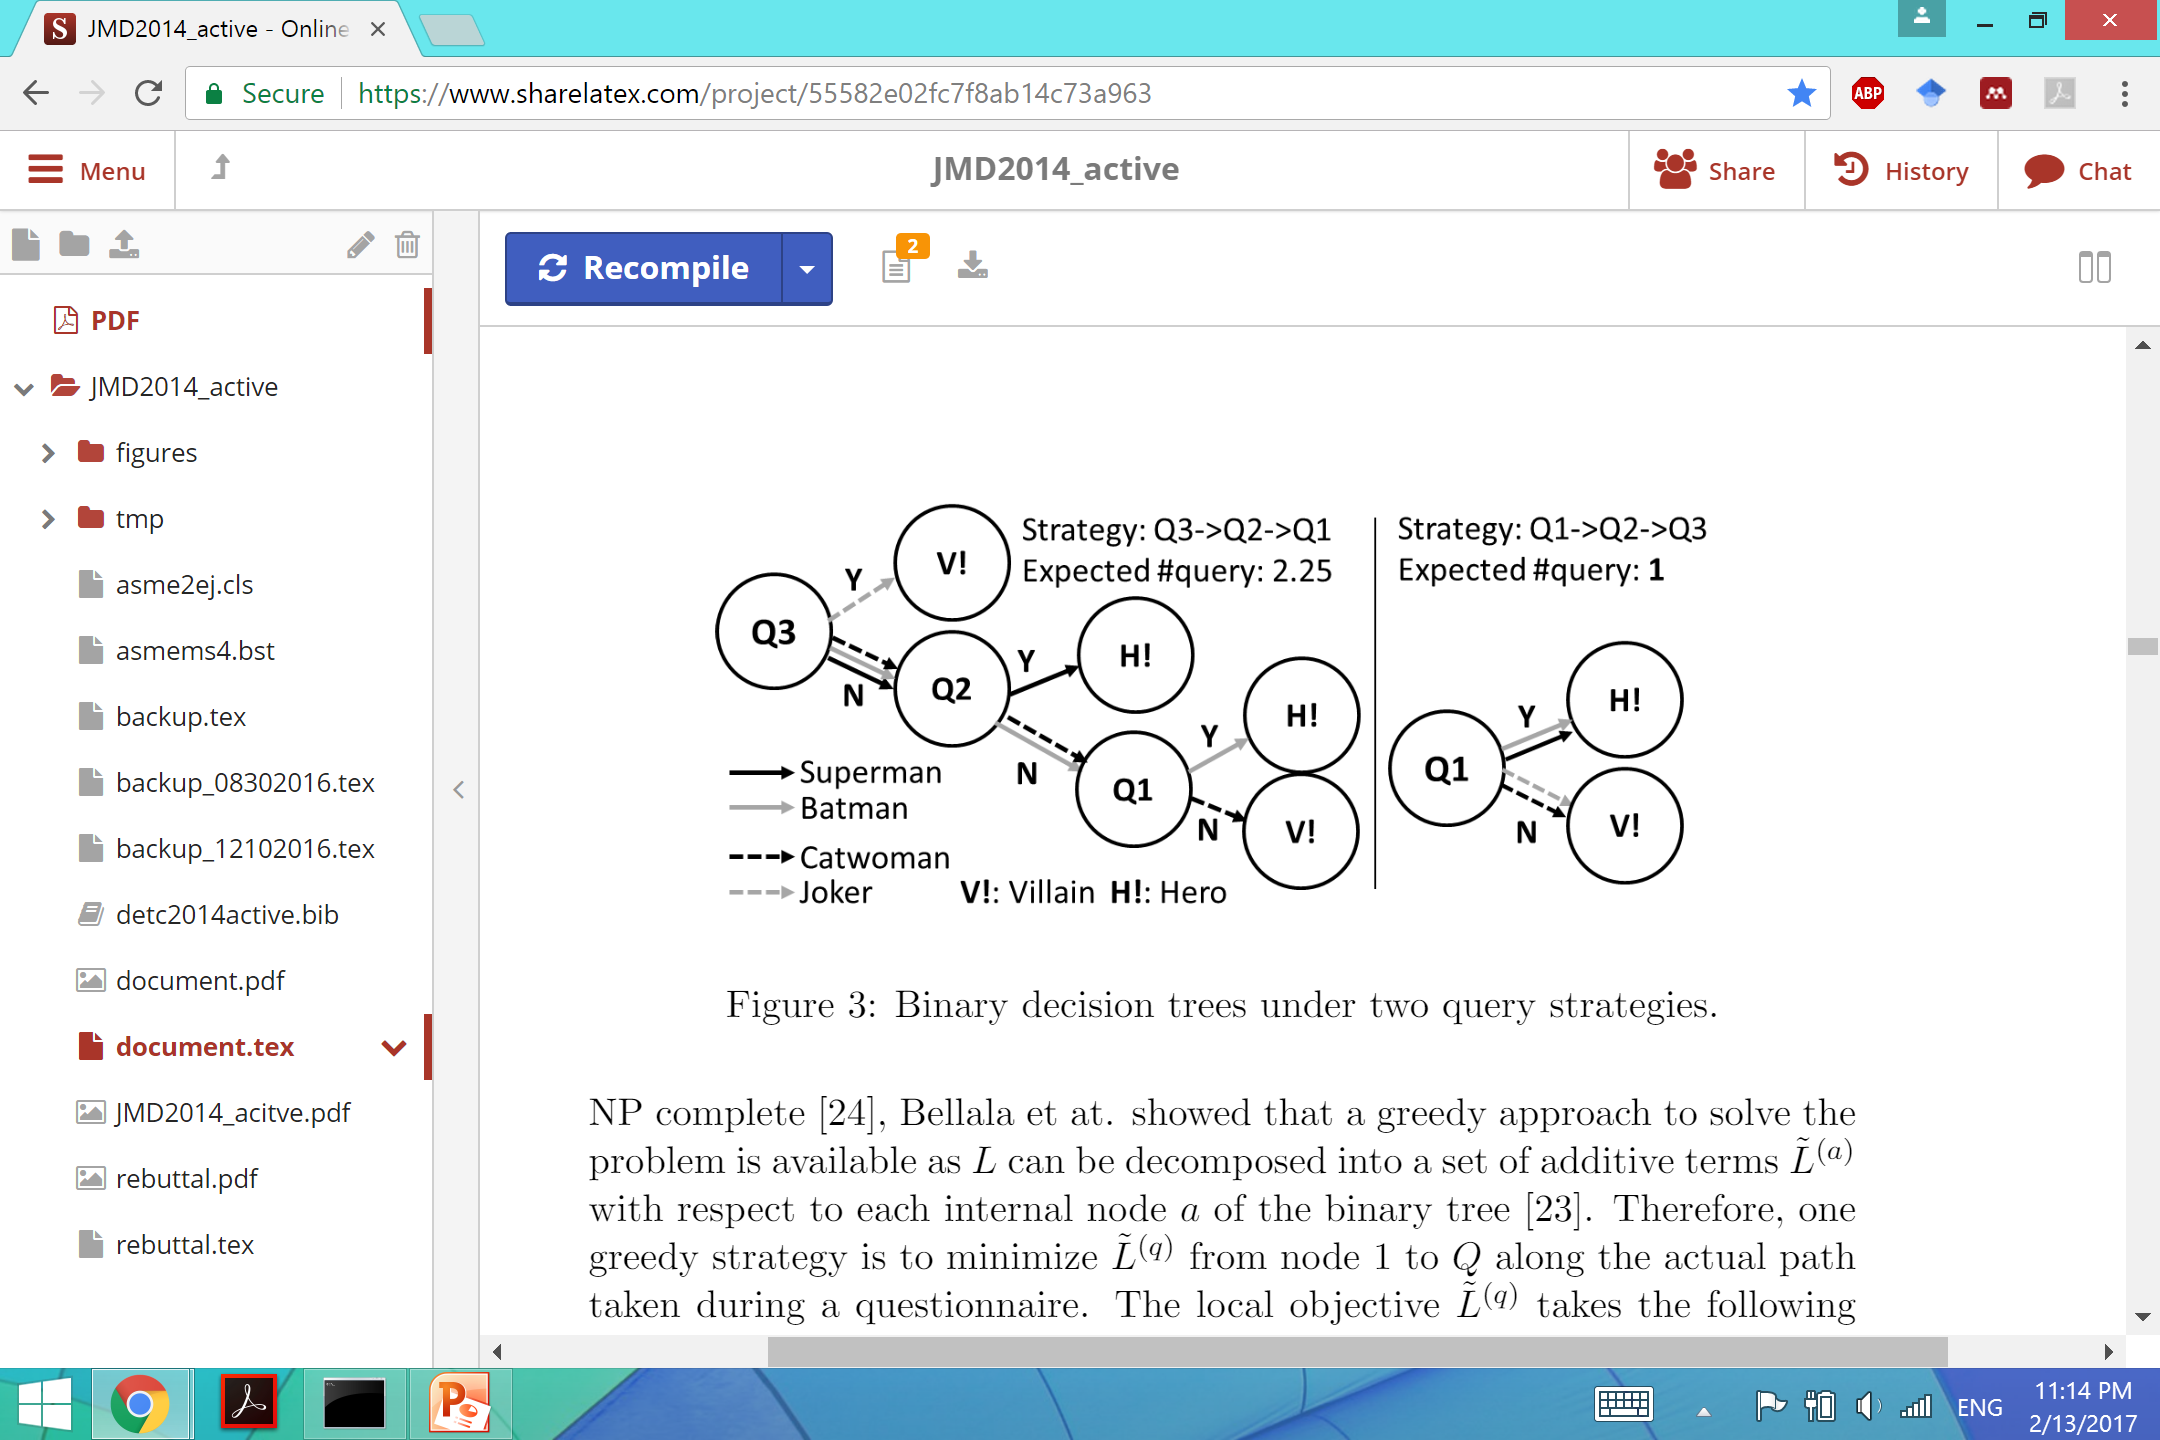 S JMD2014_active - Online
Secure https://www.sharelatex.com/project/55582e02fc7f8ab14c73a963
ABP
Menu
JMD2014_active
Share
History
Chat
Recompile
2
PDF
JMD2014_active
figures
tmp
asme2ej.cls
asmems4.bst
backup.tex
backup_08302016.tex
backup_12102016.tex
detc2014active.bib
document.pdf
document.tex
JMD2014_acitve.pdf
rebuttal.pdf
rebuttal.tex
Strategy: Q3->Q2->Q1
Expected #query: 2.25
Q3
Y
V!
N
Q2
Y
H!
N
Q1
Y
H!
N
V!
Superman
Batman
Catwoman
Joker
V!: Villain H!: Hero
Strategy: Q1->Q2->Q3
Expected #query: 1
Q1
Y
H!
N
V!
Figure 3: Binary decision trees under two query strategies.
NP complete [24], Bellala et at. showed that a greedy approach to solve the
problem is available as L can be decomposed into a set of additive terms L̃⁽ᵃ⁾
with respect to each internal node a of the binary tree [23]. Therefore, one
greedy strategy is to minimize L̃^(q) from node 1 to Q along the actual path
taken during a questionnaire. The local objective L̃^(q) takes the following
P
ENG
11:14 PM
2/13/2017